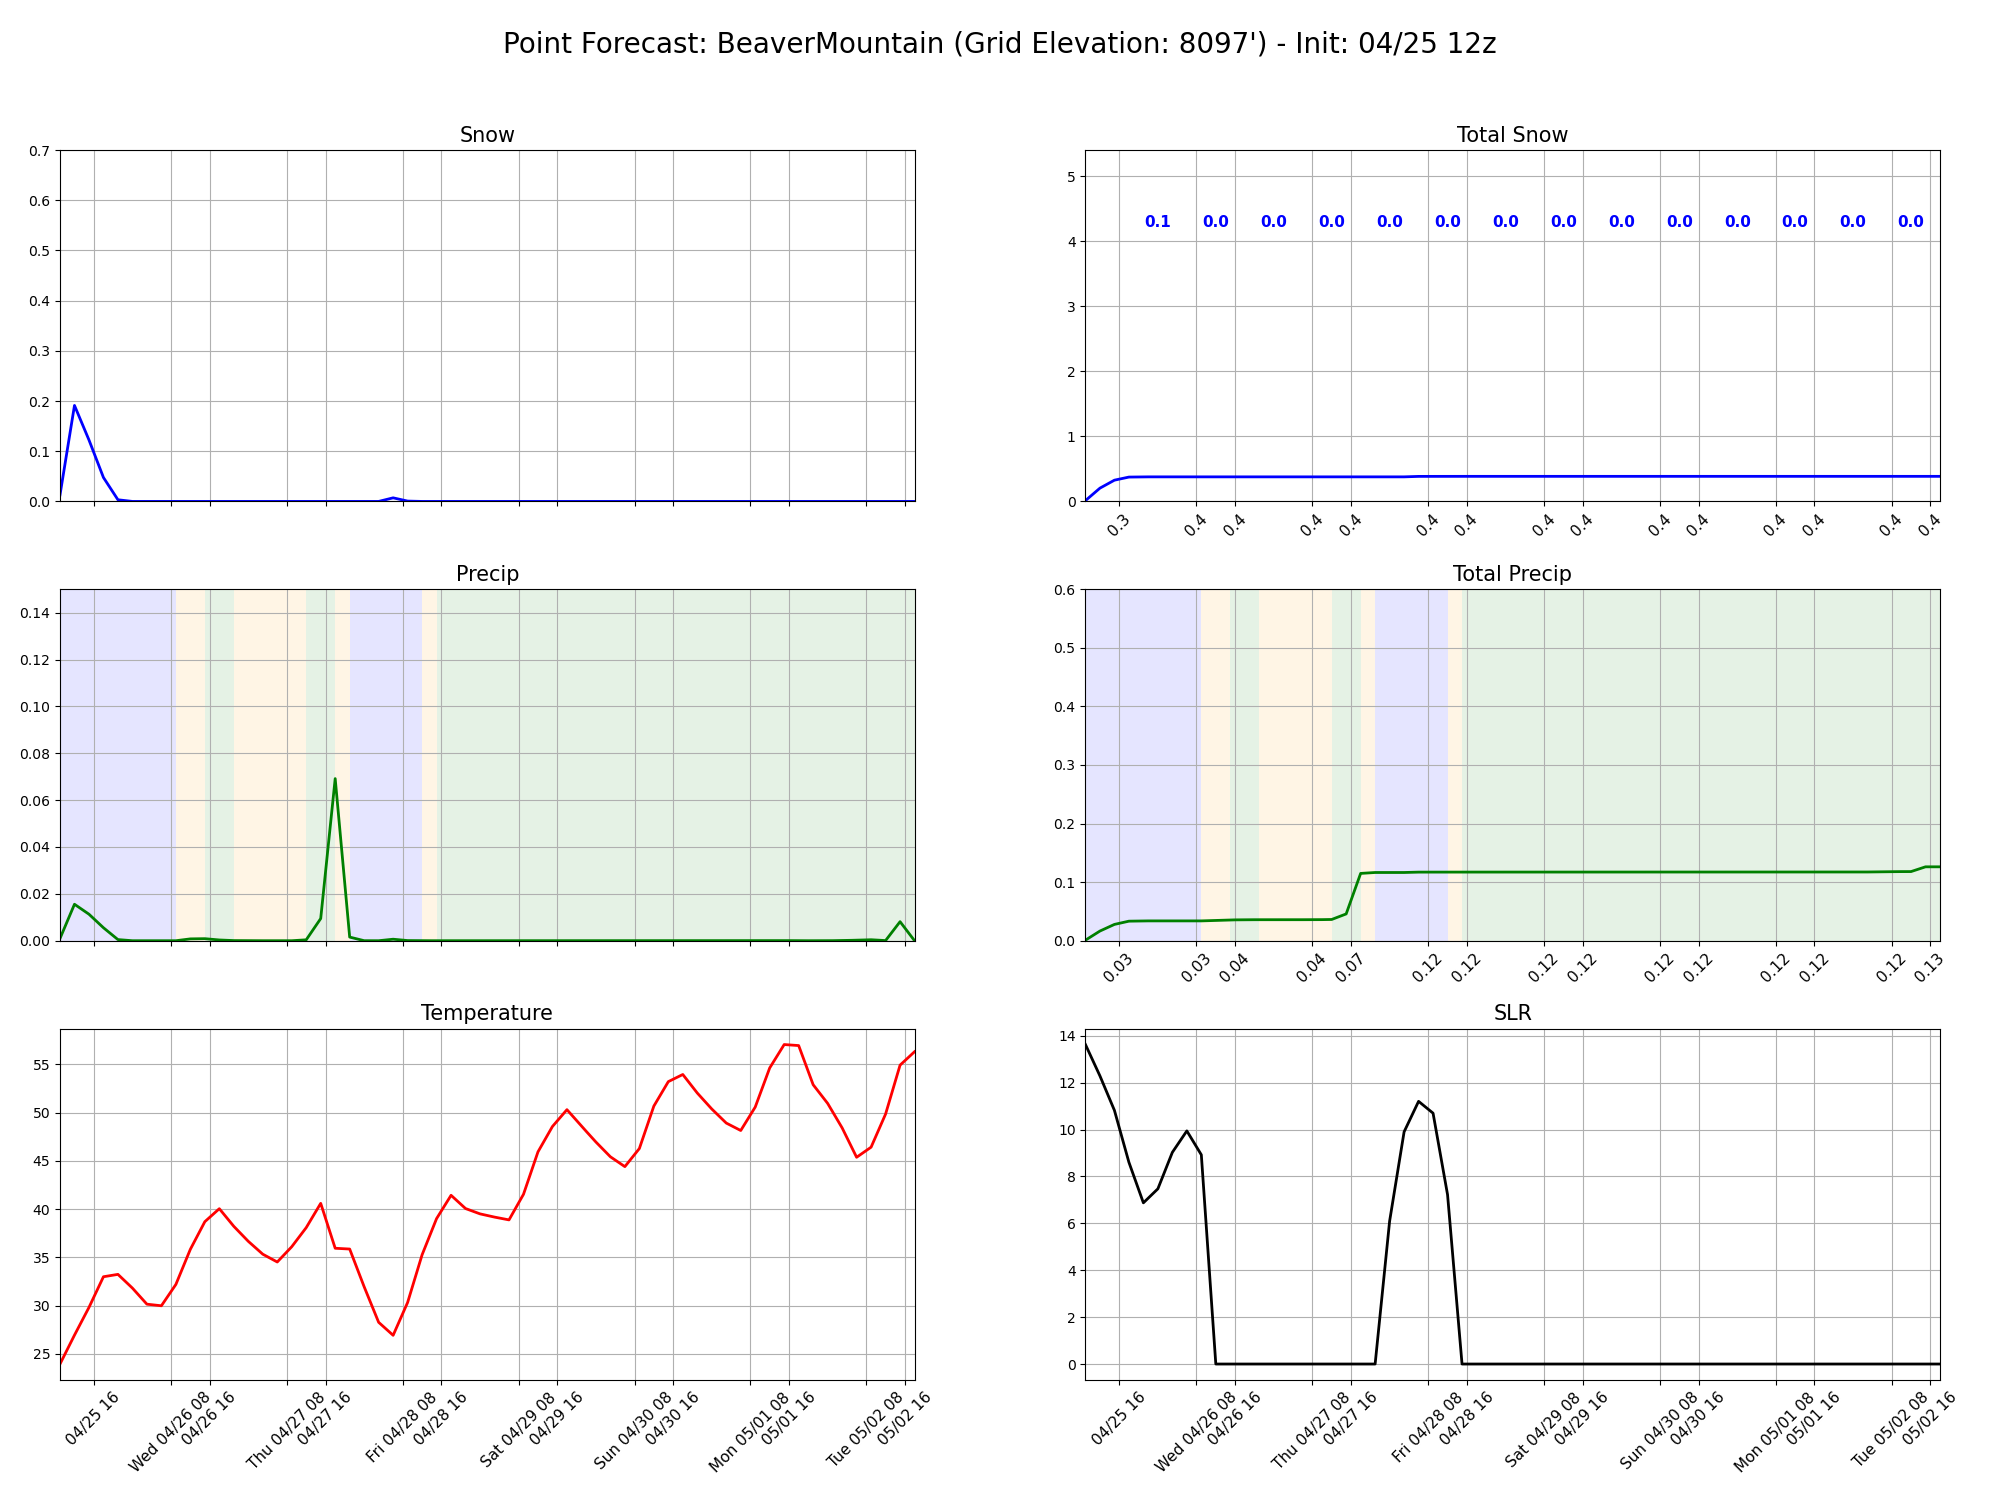 Point Forecast: BeaverMountain (Grid Elevation: 8097') - Init: 04/25 12z
Snow
0.7
0.6
0.5
0.4
0.3
0.2
0.1
0.0
Total Snow
5
4
3
2
1
0
0.1 0.0 0.0 0.0 0.0 0.0 0.0 0.0 0.0 0.0 0.0 0.0 0.0 0.0
0.3 0.4 0.4 0.4 0.4 0.4 0.4 0.4 0.4 0.4 0.4 0.4 0.4 0.4 0.4
Precip
0.14
0.12
0.10
0.08
0.06
0.04
0.02
0.00
Total Precip
0.6
0.5
0.4
0.3
0.2
0.1
0.0
0.03 0.03 0.04 0.04 0.07 0.12 0.12 0.12 0.12 0.12 0.12 0.12 0.12 0.12 0.13
Temperature
55
50
45
40
35
30
25
04/25 16
Wed 04/26 08
04/26 16
Thu 04/27 08
04/27 16
Fri 04/28 08
04/28 16
Sat 04/29 08
04/29 16
Sun 04/30 08
04/30 16
Mon 05/01 08
05/01 16
Tue 05/02 08
05/02 16
SLR
14
12
10
8
6
4
2
0
04/25 16
Wed 04/26 08
04/26 16
Thu 04/27 08
04/27 16
Fri 04/28 08
04/28 16
Sat 04/29 08
04/29 16
Sun 04/30 08
04/30 16
Mon 05/01 08
05/01 16
Tue 05/02 08
05/02 16